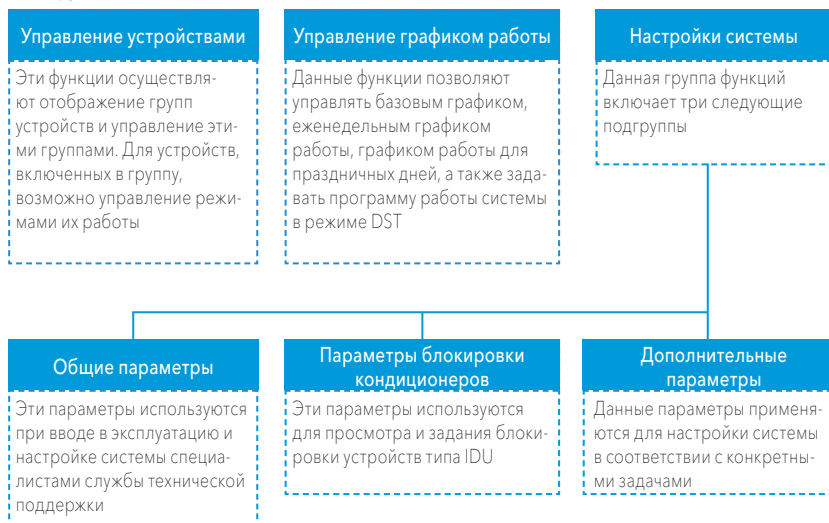 Управление устройствами
Эти функции осуществля-
ют отображение групп
устройств и управление эти-
ми группами. Для устройств,
включенных в группу,
возможно управление режи-
мами их работы
Управление графиком работы
Данные функции позволяют
управлять базовым графиком,
еженедельным графиком
работы, графиком работы для
праздничных дней, а также зада-
вать программу работы системы
в режиме DST
Настройки системы
Данная группа функций
включает три следующие
подгруппы
Общие параметры
Эти параметры используются
при вводе в эксплуатацию и
настройке системы специа-
листами службы технической
поддержки
Параметры блокировки
кондиционеров
Эти параметры используются
для просмотра и задания блоки-
ровки устройств типа IDU
Дополнительные
параметры
Данные параметры применя-
ются для настройки системы
в соответствии с конкретны-
ми задачами